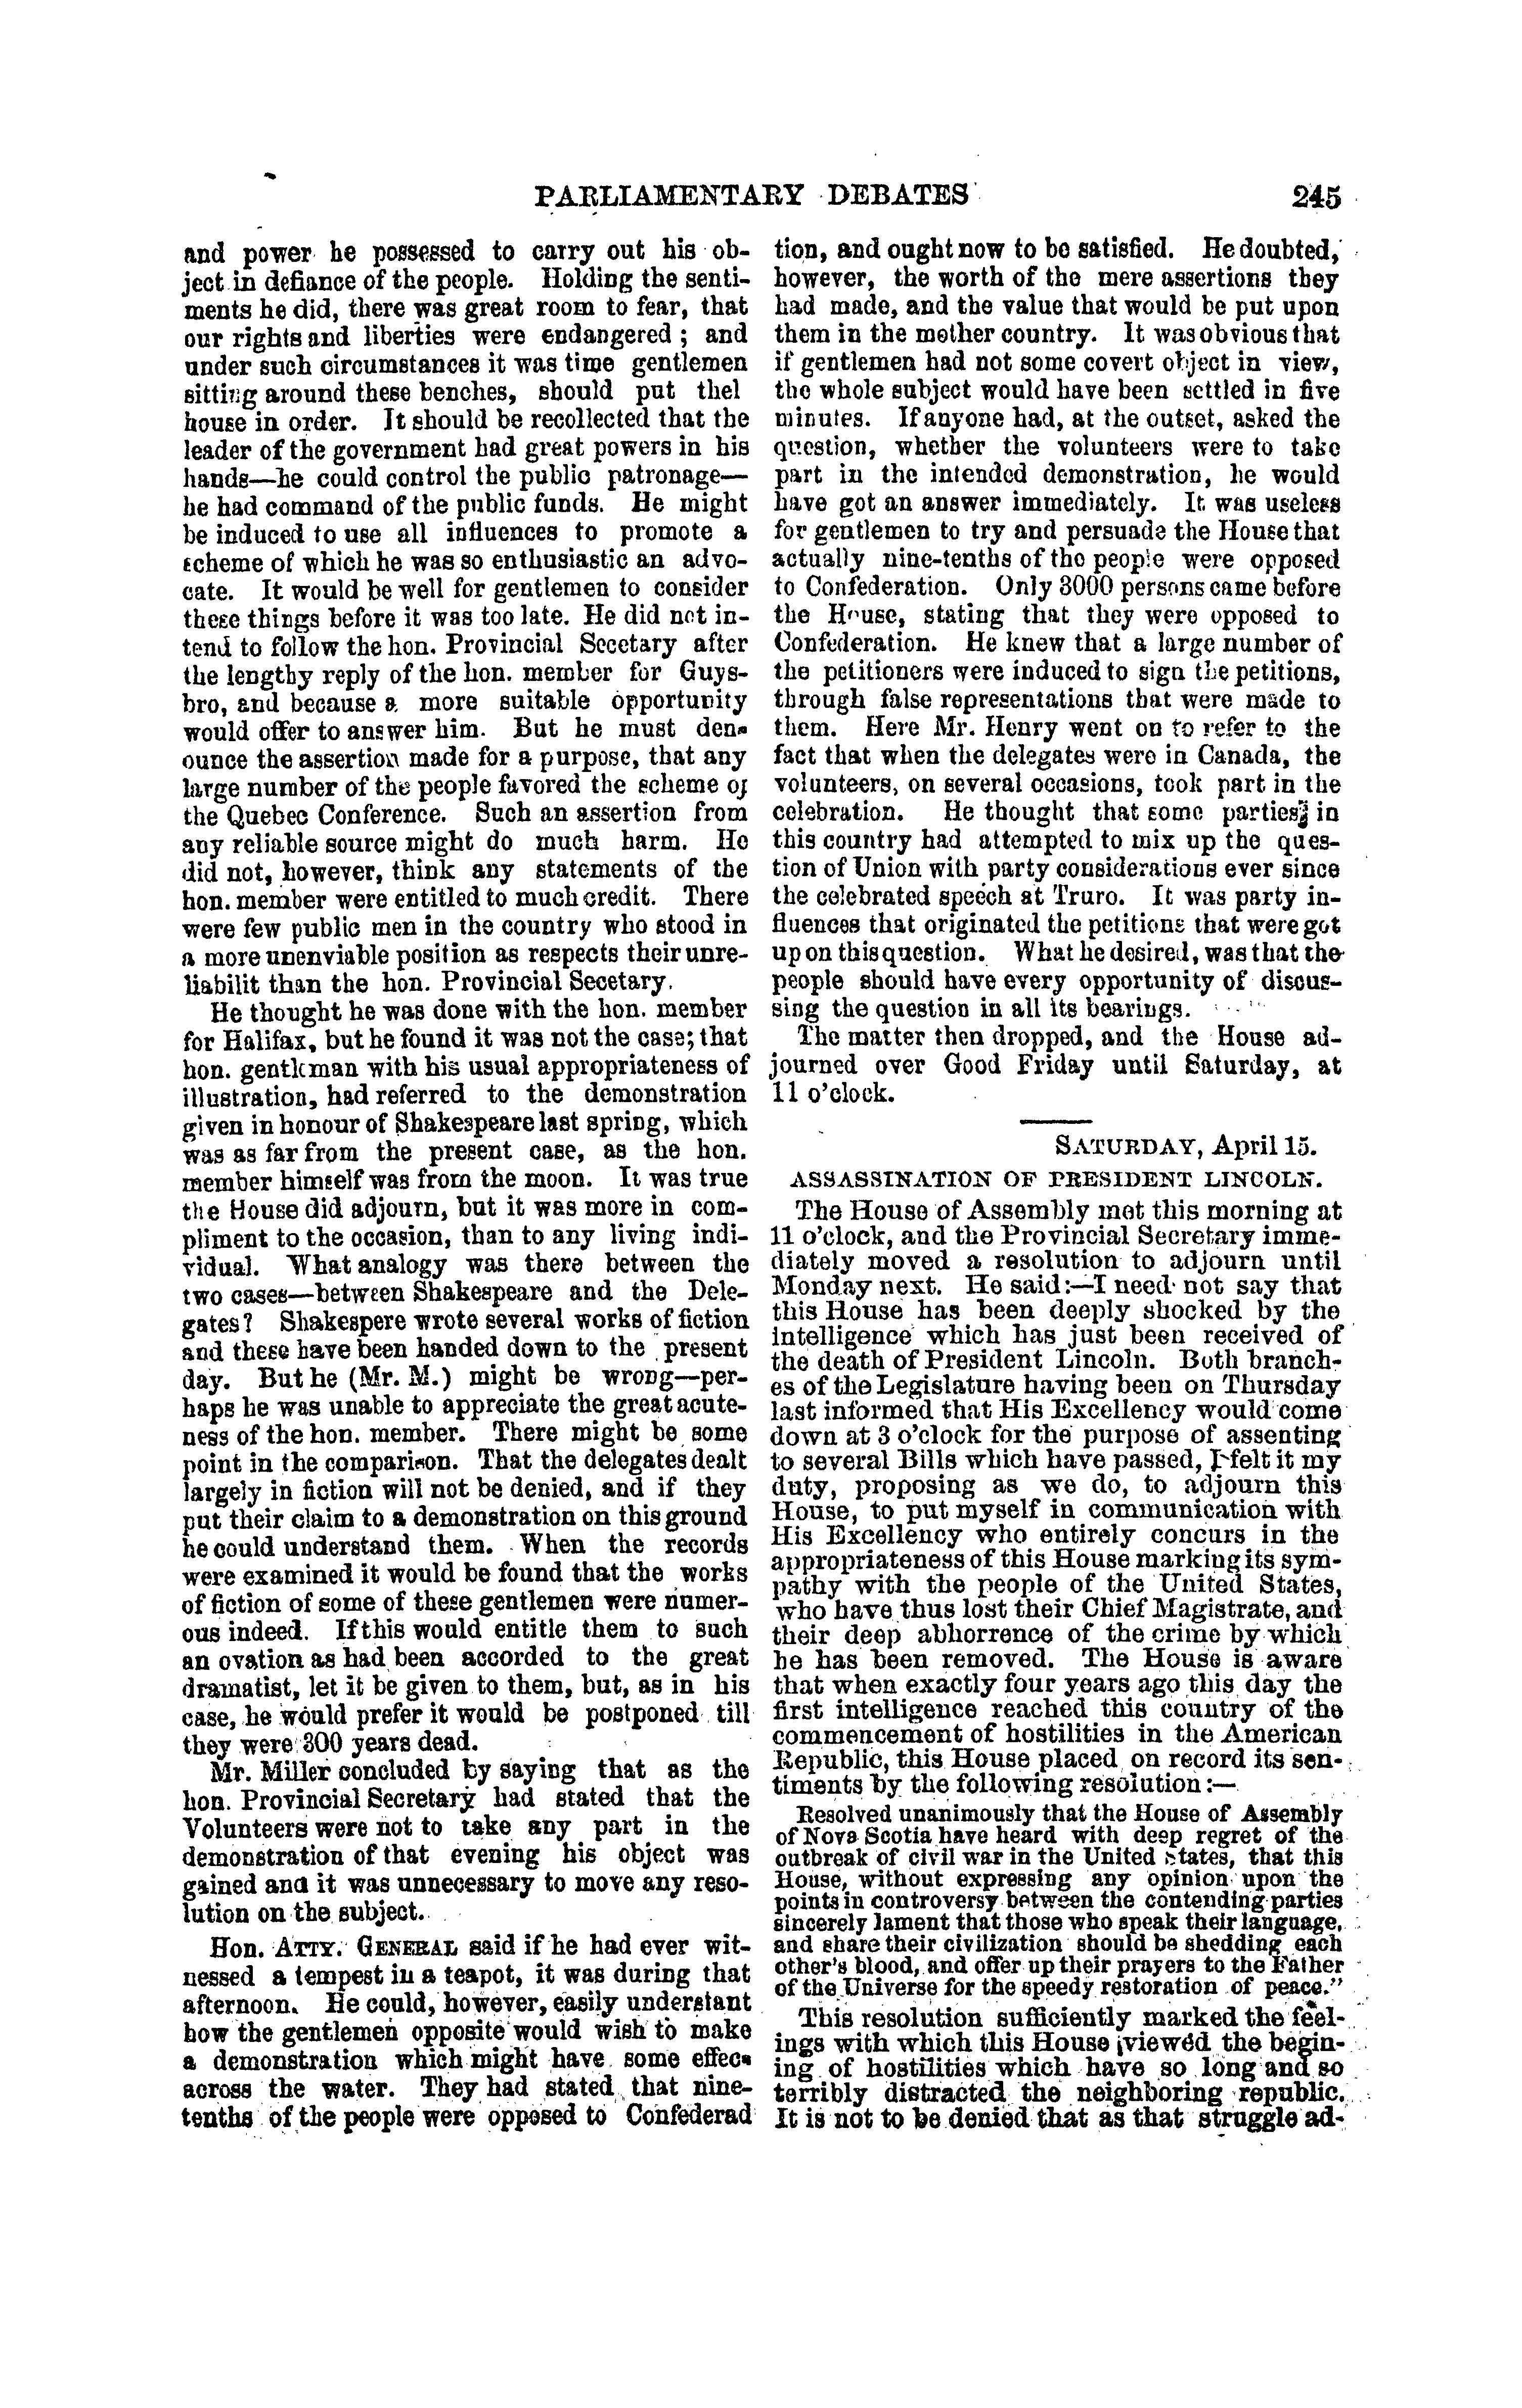 PARLIAMENTARY DEBATES 245
and power he possessed to carry out his ob-
ject in defiance of the people. Holding the senti-
ments he did, there was great room to fear, that
our rights and liberties were endangered ; and
under such circumstances it was time gentlemen
sitting around these benches, should put thel
house in order. It should be recollected that the
leader of the government had great powers in his
hands—he could control the public patronage—
he had command of the public funds. He might
be induced to use all influences to promote a
scheme of which he was so enthusiastic an advo-
cate. It would be well for gentlemen to consider
these things before it was too late. He did not in-
tend to follow the hon. Provincial Secetary after
the lengthy reply of the hon. member for Guys-
bro, and because a more suitable opportunity
would offer to answer him. But he must den-
ounce the assertion made for a purpose, that any
large number of the people favored the scheme of
the Quebec Conference. Such an assertion from
any reliable source might do much harm. He
did not, however, think any statements of the
hon. member were entitled to much credit. There
were few public men in the country who stood in
a more unenviable position as respects their unre-
liabilit than the hon. Provincial Secetary.
He thought he was done with the hon. member
for Halifax, but he found it was not the case; that
hon. gentleman with his usual appropriateness of
illustration, had referred to the demonstration
given in honour of Shakespeare last spring, which
was as far from the present case, as the hon.
member himself was from the moon. It was true
the House did adjourn, but it was more in com-
pliment to the occasion, than to any living indi-
vidual. What analogy was there between the
two cases—between Shakespeare and the Dele-
gates? Shakespere wrote several works of fiction
and these have been handed down to the present
day. But he (Mr. M.) might be wrong—per-
haps he was unable to appreciate the great acute-
ness of the hon. member. There might be some
point in the comparison. That the delegates dealt
largely in fiction will not be denied, and if they
put their claim to a demonstration on this ground
he could understand them. When the records
were examined it would be found that the works
of fiction of some of these gentlemen were numer-
ous indeed. If this would entitle them to such
an ovation as had been accorded to the great
dramatist, let it be given to them, but, as in his
case, he would prefer it would be postponed till
they were 300 years dead.
Mr. Miller concluded by saying that as the
hon. Provincial Secretary had stated that the
Volunteers were not to take any part in the
demonstration of that evening his object was
gained and it was unnecessary to move any reso-
lution on the subject.
Hon. ATTY. GENERAL said if he had ever wit-
nessed a tempest in a teapot, it was during that
afternoon. He could, however, easily understant
how the gentlemen opposite would wish to make
a demonstration which might have some effec
across the water. They had stated that nine-
tenths of the people were opposed to Confederad
tion, and ought now to be satisfied. He doubted,
however, the worth of the mere assertions they
had made, and the value that would be put upon
them in the mother country. It was obvious that
if gentlemen had not some covert object in view,
the whole subject would have been settled in five
minutes. If anyone had, at the outset, asked the
question, whether the volunteers were to take
part in the intended demonstration, he would
have got an answer immediately. It was useless
for gentlemen to try and persuade the House that
actually nine-tenths of the people were opposed
to Confederation. Only 3000 persons came before
the House, stating that they were opposed to
Confederation. He knew that a large number of
the petitioners were induced to sign the petitions,
through false representations that were made to
them. Here Mr. Henry went on to refer to the
fact that when the delegates were in Canada, the
volunteers, on several occasions, took part in the
celebration. He thought that some parties in
this country had attempted to mix up the ques-
tion of Union with party considerations ever since
the celebrated speech at Truro. It was party in-
fluences that originated the petitions that were got
up on this question. What he desired, was that the
people should have every opportunity of discus-
sing the question in all its bearings.
The matter then dropped, and the House ad-
journed over Good Friday until Saturday, at
11 o'clock.
SATURDAY, April 15.
ASSASSINATION OF PRESIDENT LINCOLN.
The House of Assembly met this morning at
11 o'clock, and the Provincial Secretary imme-
diately moved a resolution to adjourn until
Monday next. He said:—I need not say that
this House has been deeply shocked by the
intelligence which has just been received of
the death of President Lincoln. Both branch-
es of the Legislature having been on Thursday
last informed that His Excellency would come
down at 3 o'clock for the purpose of assenting
to several Bills which have passed, I felt it my
duty, proposing as we do, to adjourn this
House, to put myself in communication with
His Excellency who entirely concurs in the
appropriateness of this House marking its sym-
pathy with the people of the United States,
who have thus lost their Chief Magistrate, and
their deep abhorrence of the crime by which
he has been removed. The House is aware
that when exactly four years ago this day the
first intelligence reached this country of the
commencement of hostilities in the American
Republic, this House placed on record its sen-
timents by the following resolution :—
Resolved unanimously that the House of Assembly
of Nova Scotia have heard with deep regret of the
outbreak of civil war in the United States, that this
House, without expressing any opinion upon the
points in controversy between the contending parties
sincerely lament that those who speak their language,
and share their civilization should be shedding each
other's blood, and offer up their prayers to the Father
of the Universe for the speedy restoration of peace."
This resolution sufficiently marked the feel-
ings with which this House viewed the begin-
ing of hostilities which have so long and so
terribly distracted the neighboring republic.
It is not to be denied that as that struggle ad-